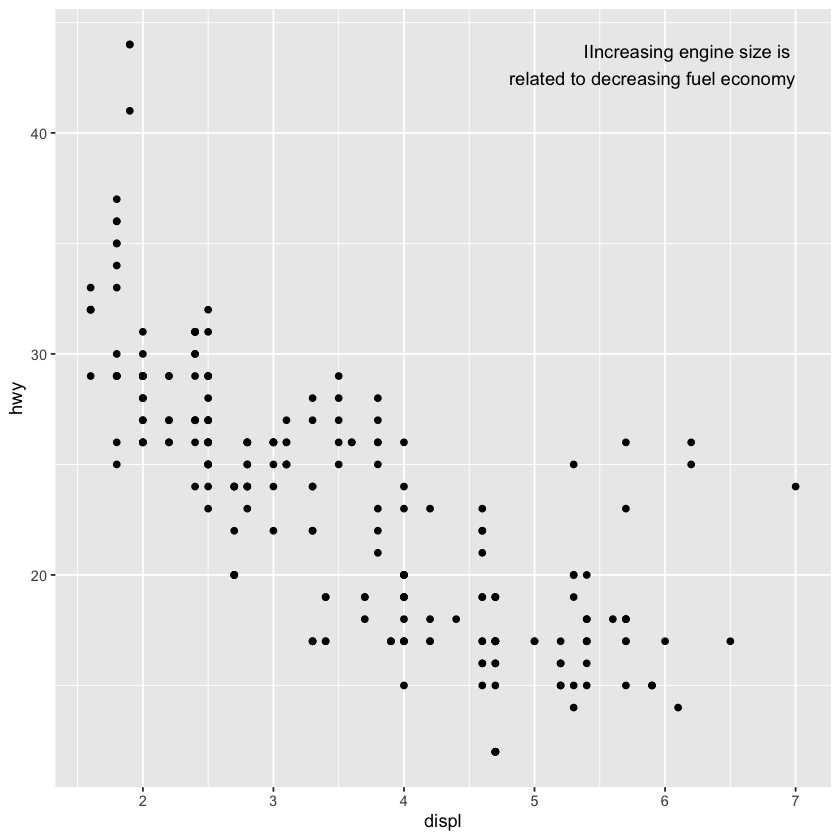 IIncreasing engine size is
related to decreasing fuel economy
40
30
20
hwy
2 3 4 5 6 7
displ